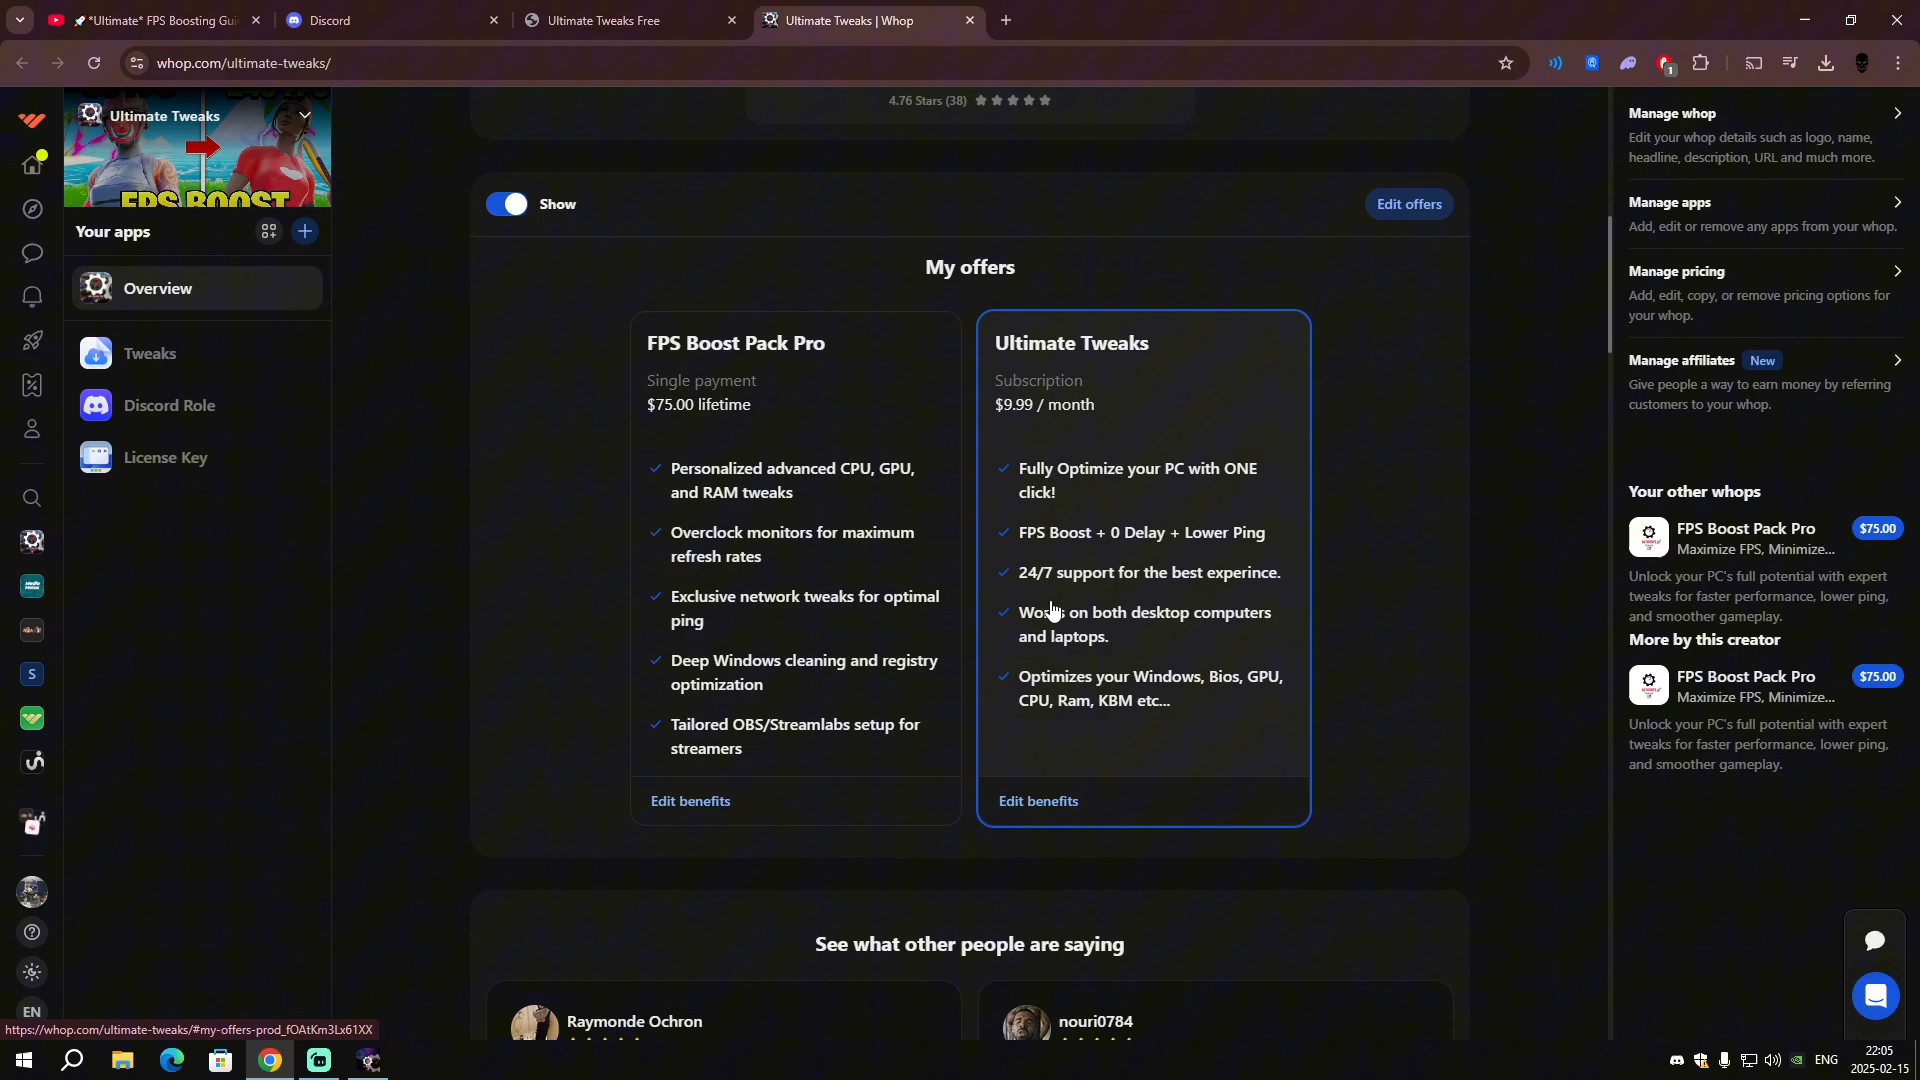 *Ultimate* FPS Boosting Gui
Discord
Ultimate Tweaks Free
Ultimate Tweaks | Whop
whop.com/ultimate-tweaks/
1
Ultimate Tweaks
FPS BOOST
Your apps
Overview
Tweaks
Discord Role
License Key
S
EN
4.76 Stars (38)
Show
Edit offers
My offers
FPS Boost Pack Pro
Single payment
$75.00 lifetime
Personalized advanced CPU, GPU,
and RAM tweaks
Overclock monitors for maximum
refresh rates
Exclusive network tweaks for optimal
ping
Deep Windows cleaning and registry
optimization
Tailored OBS/Streamlabs setup for
streamers
Edit benefits
Ultimate Tweaks
Subscription
$9.99 / month
Fully Optimize your PC with ONE
click!
FPS Boost + 0 Delay + Lower Ping
24/7 support for the best experince.
on both desktop computers
and laptops.
Optimizes your Windows, Bios, GPU,
CPU, Ram, KBM etc...
Edit benefits
See what other people are saying
Raymonde Ochron
nouri0784
Manage whop
Edit your whop details such as logo, name,
headline, description, URL and much more.
Manage apps
Add, edit or remove any apps from your whop.
Manage pricing
Add, edit, copy, or remove pricing options for
your whop.
Manage affiliates New
Give people a way to earn money by referring
customers to your whop.
Your other whops
FPS Boost Pack Pro $75.00
Maximize FPS, Minimize...
Unlock your PC's full potential with expert
tweaks for faster performance, lower ping,
and smoother gameplay.
More by this creator
FPS Boost Pack Pro $75.00
Maximize FPS, Minimize...
Unlock your PC's full potential with expert
tweaks for faster performance, lower ping,
and smoother gameplay.
https://whop.com/ultimate-tweaks/#my-offers-prod_fOAtKm3Lx61XX
ENG
22:05
2025-02-15